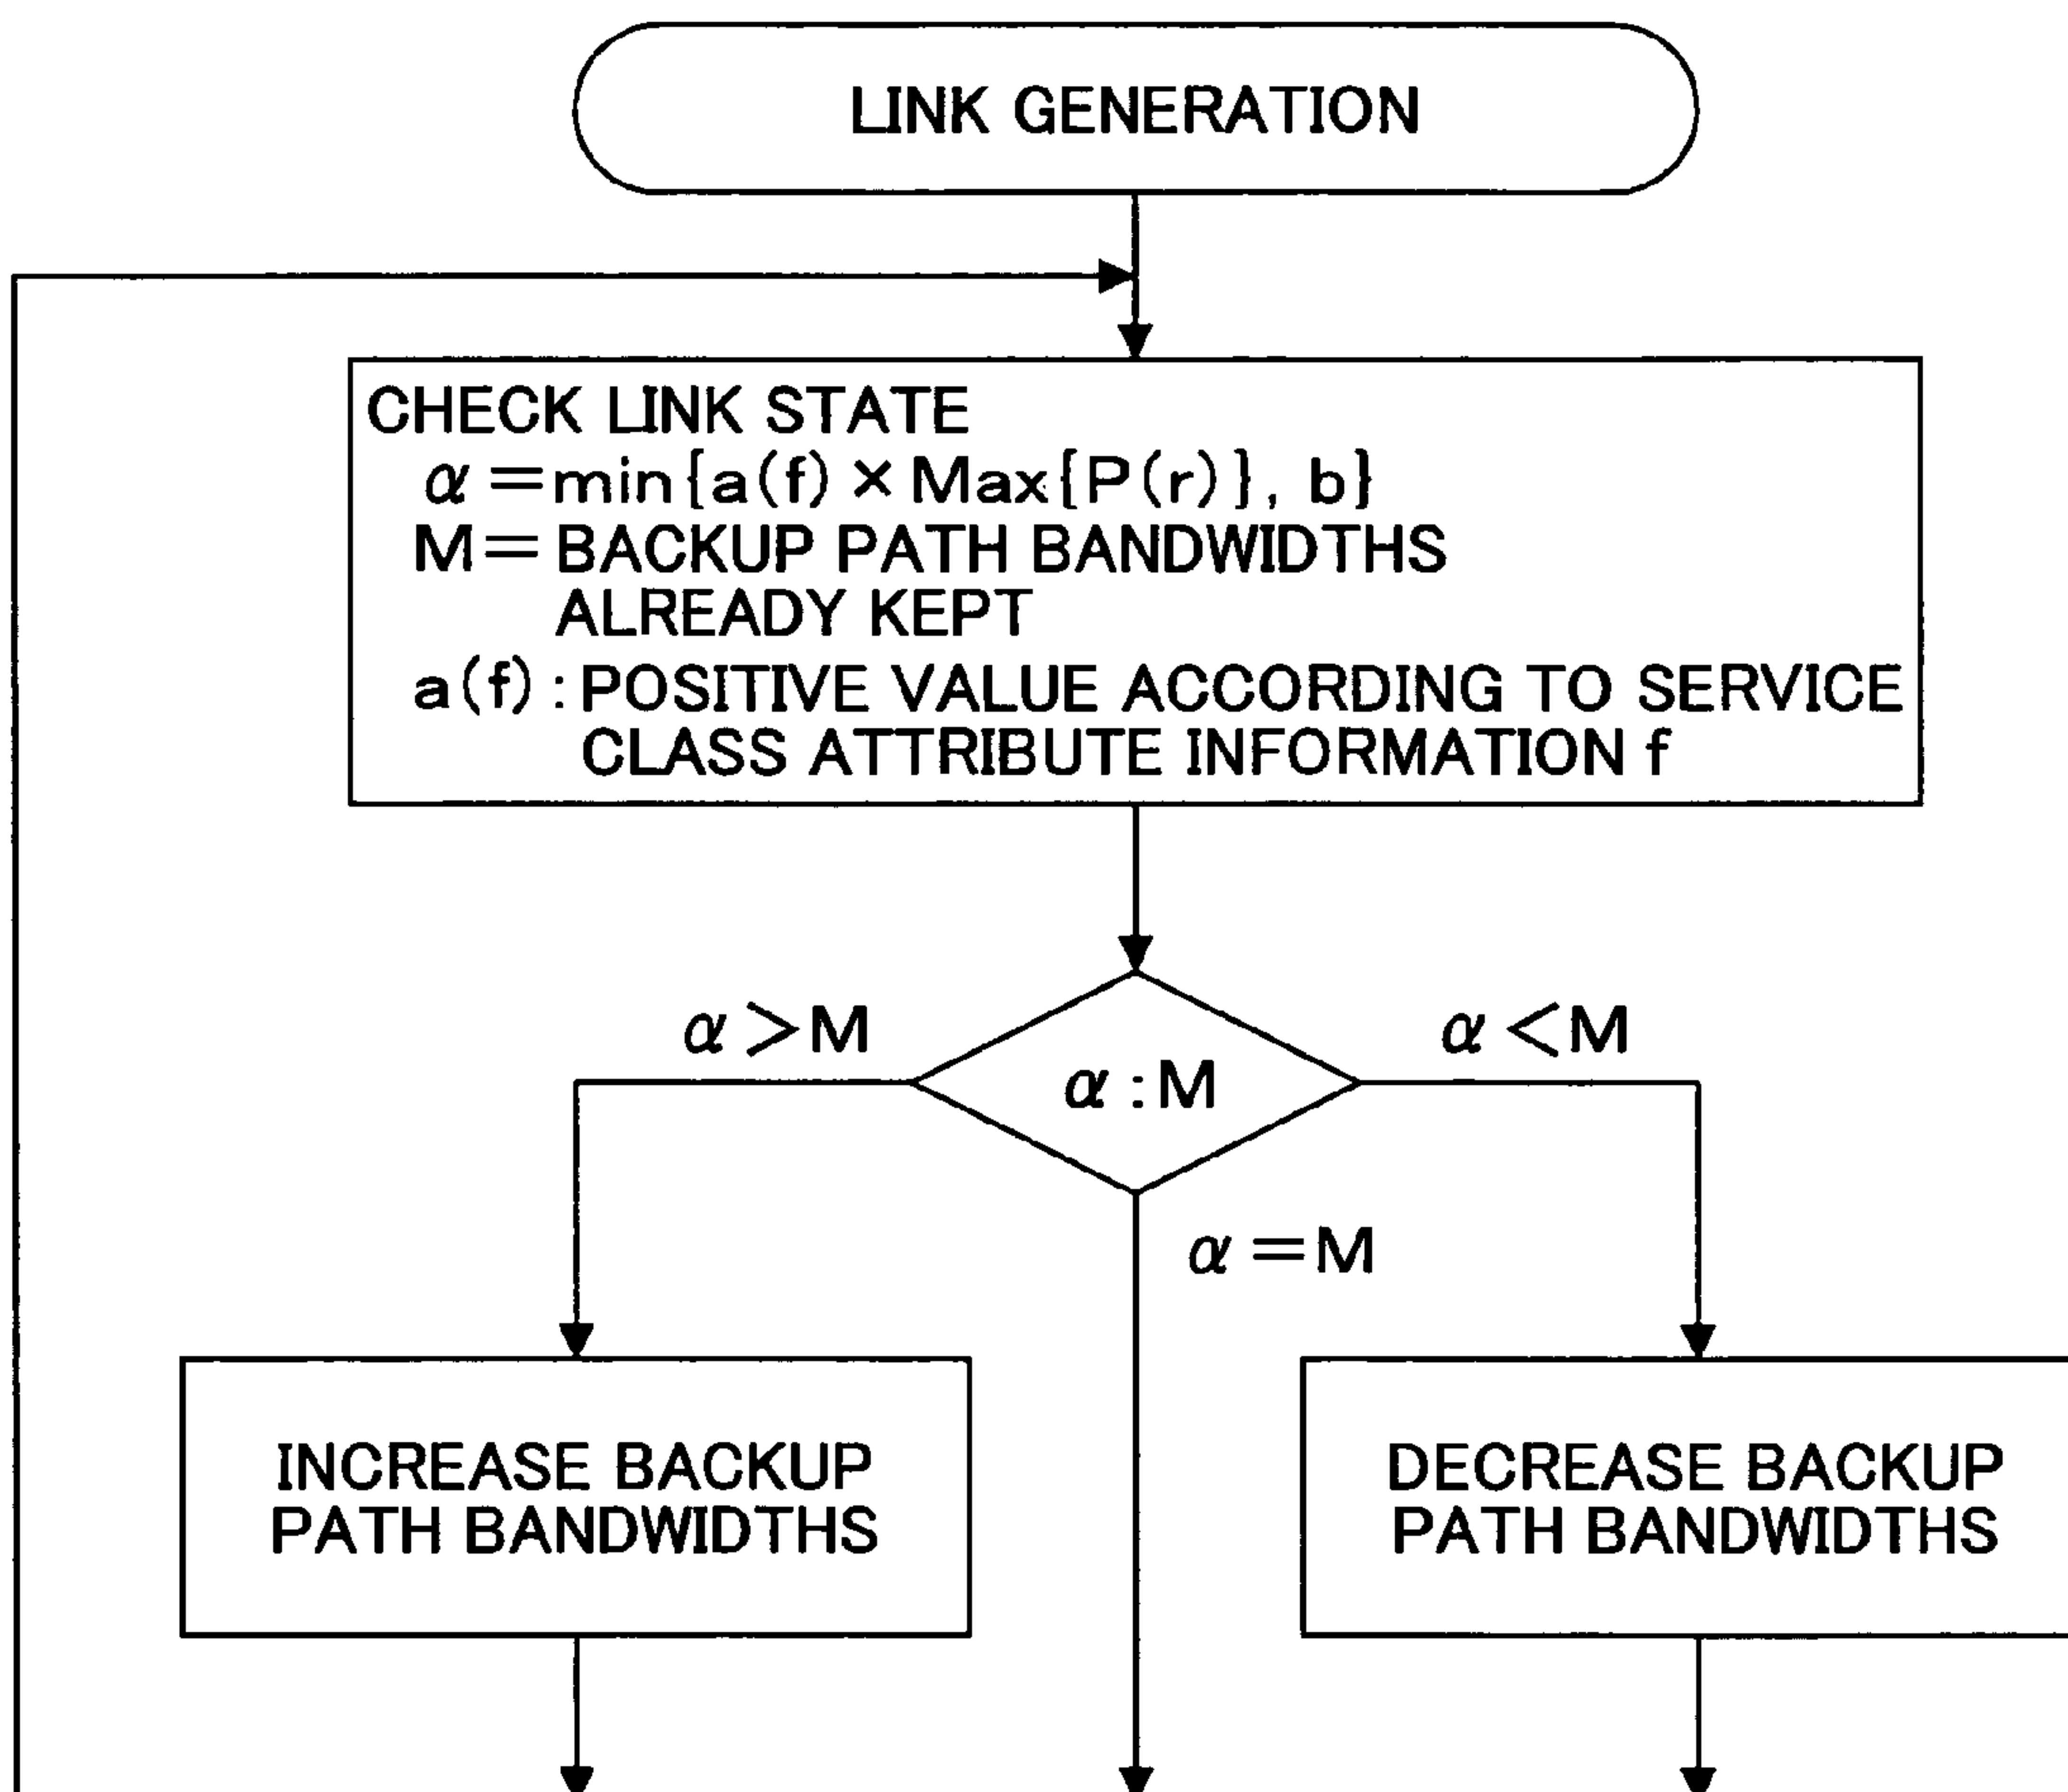 LINK GENERATION
CHECK LINK STATE
α=min{a(f)×Max{P(r)}, b}
M=BACKUP PATH BANDWIDTHS
ALREADY KEPT
a(f):POSITIVE VALUE ACCORDING TO SERVICE
CLASS ATTRIBUTE INFORMATION f
α>M
α:M
α<M
α=M
INCREASE BACKUP
PATH BANDWIDTHS
DECREASE BACKUP
PATH BANDWIDTHS